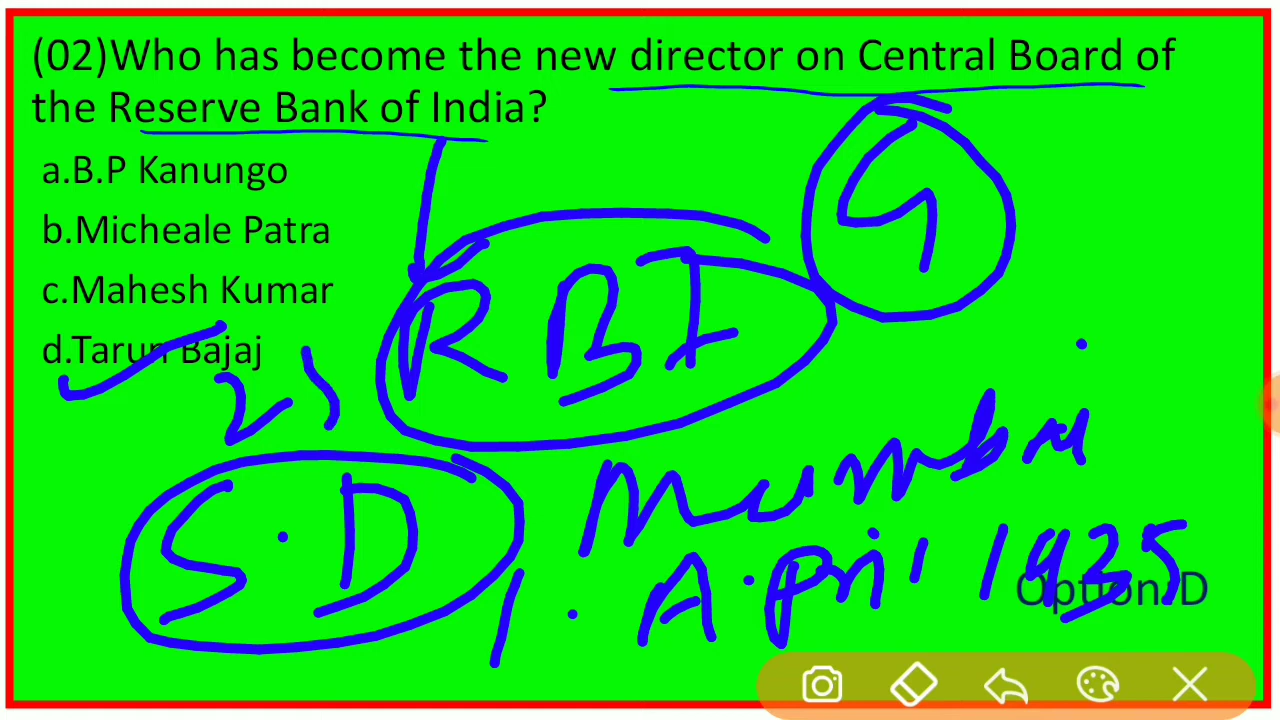 (02)Who has become the new director on Central Board of
the Reserve Bank of India?
a.B.P Kanungo
b.Micheale Patra
c.Mahesh Kumar
d.Tarun Bajaj
RBI
S.D
Mumbai
1. April 1935
Option:D